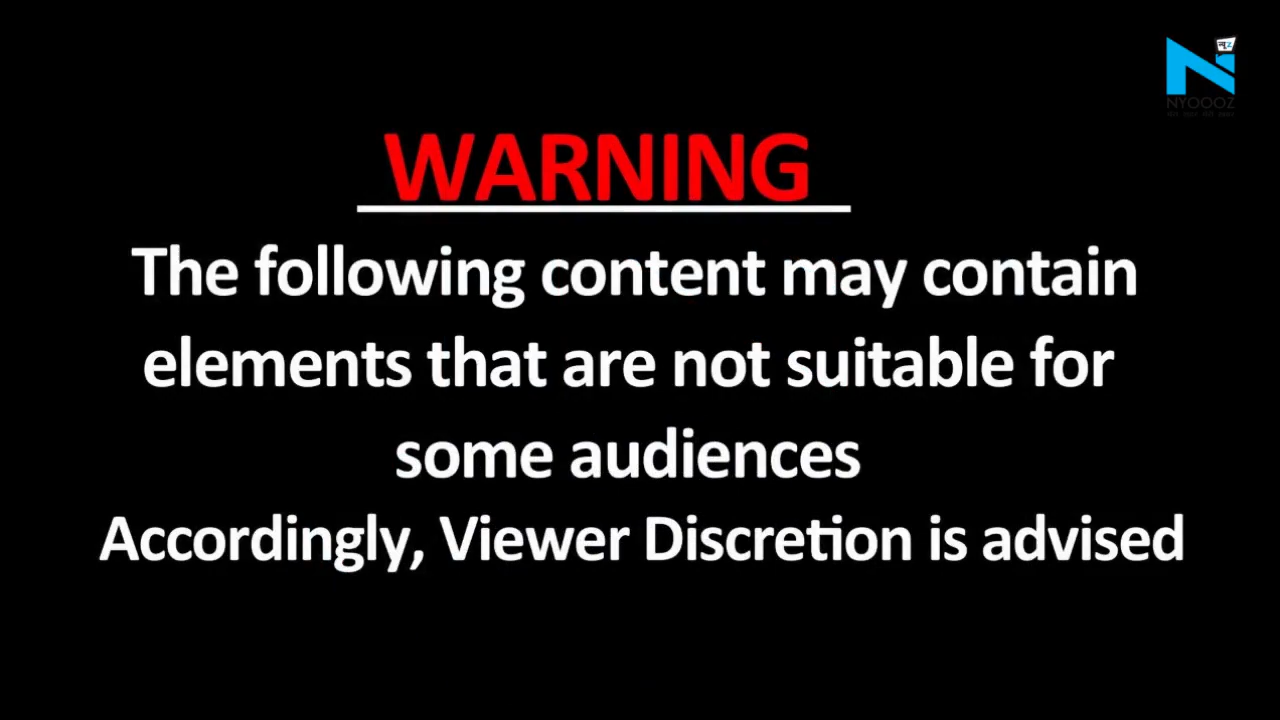 न्यूZ
NYOOOZ
WARNING
The following content may contain
elements that are not suitable for
some audiences
Accordingly, Viewer Discretion is advised